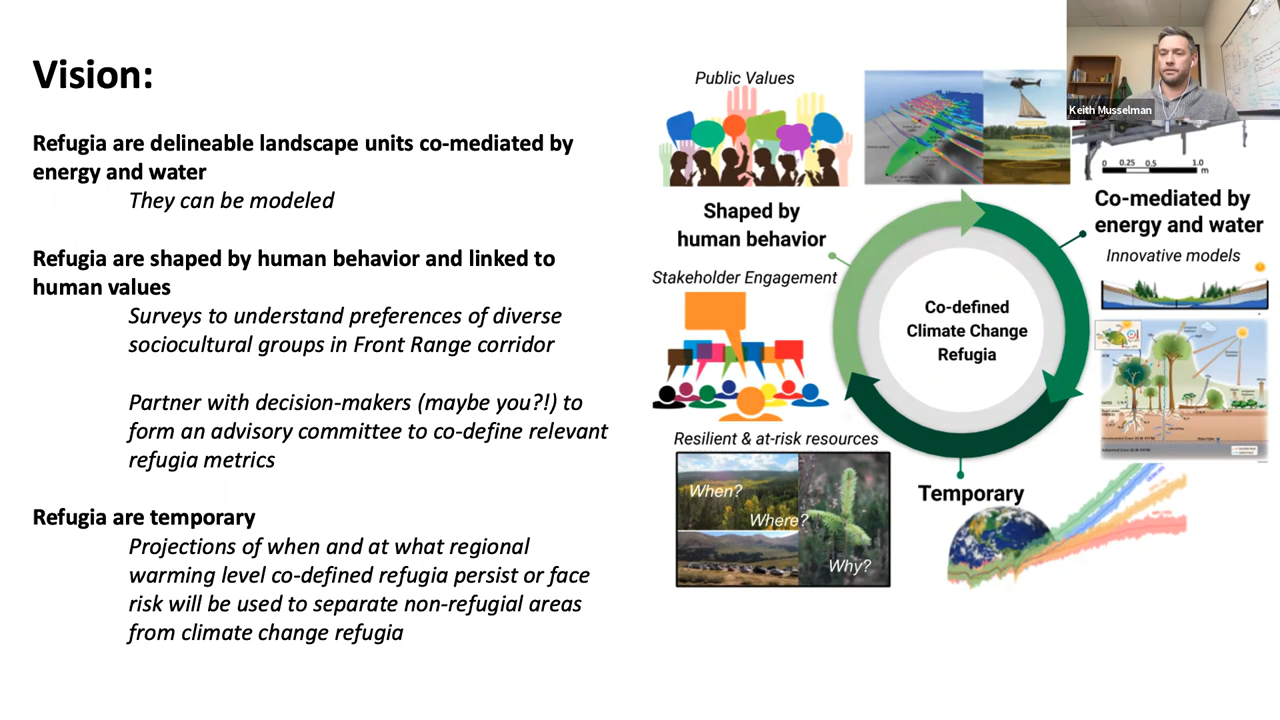 Vision:
Refugia are delineable landscape units co-mediated by
energy and water
They can be modeled
Refugia are shaped by human behavior and linked to
human values
Surveys to understand preferences of diverse
sociocultural groups in Front Range corridor
Partner with decision-makers (maybe you?!) to
form an advisory committee to co-define relevant
refugia metrics
Refugia are temporary
Projections of when and at what regional
warming level co-defined refugia persist or face
risk will be used to separate non-refugial areas
from climate change refugia
Public Values
Shaped by
human behavior
Stakeholder Engagement
Resilient & at-risk resources
When?
Where?
Why?
Co-defined
Climate Change
Refugia
Temporary
Keith Musselman
0 0.25 0.5 1.0
m
Co-mediated by
energy and water
Innovative models